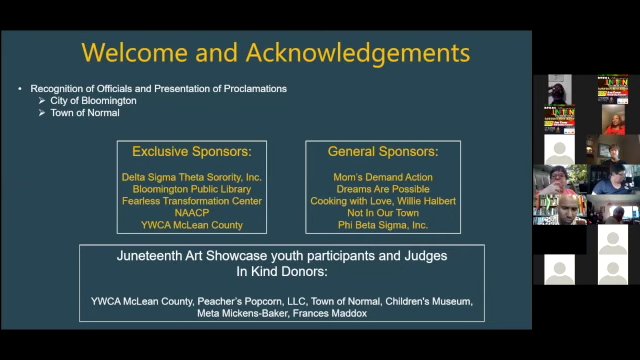 Welcome and Acknowledgements
• Recognition of Officials and Presentation of Proclamations
➢ City of Bloomington
➢ Town of Normal
Exclusive Sponsors:
Delta Sigma Theta Sorority, Inc.
Bloomington Public Library
Fearless Transformation Center
NAACP
YWCA McLean County
General Sponsors:
Mom's Demand Action
Dreams Are Possible
Cooking with Love, Willie Halbert
Not In Our Town
Phi Beta Sigma, Inc.
Juneteenth Art Showcase youth participants and Judges
In Kind Donors:
YWCA McLean County, Peacher's Popcorn, LLC, Town of Normal, Children's Museum,
Meta Mickens-Baker, Frances Maddox